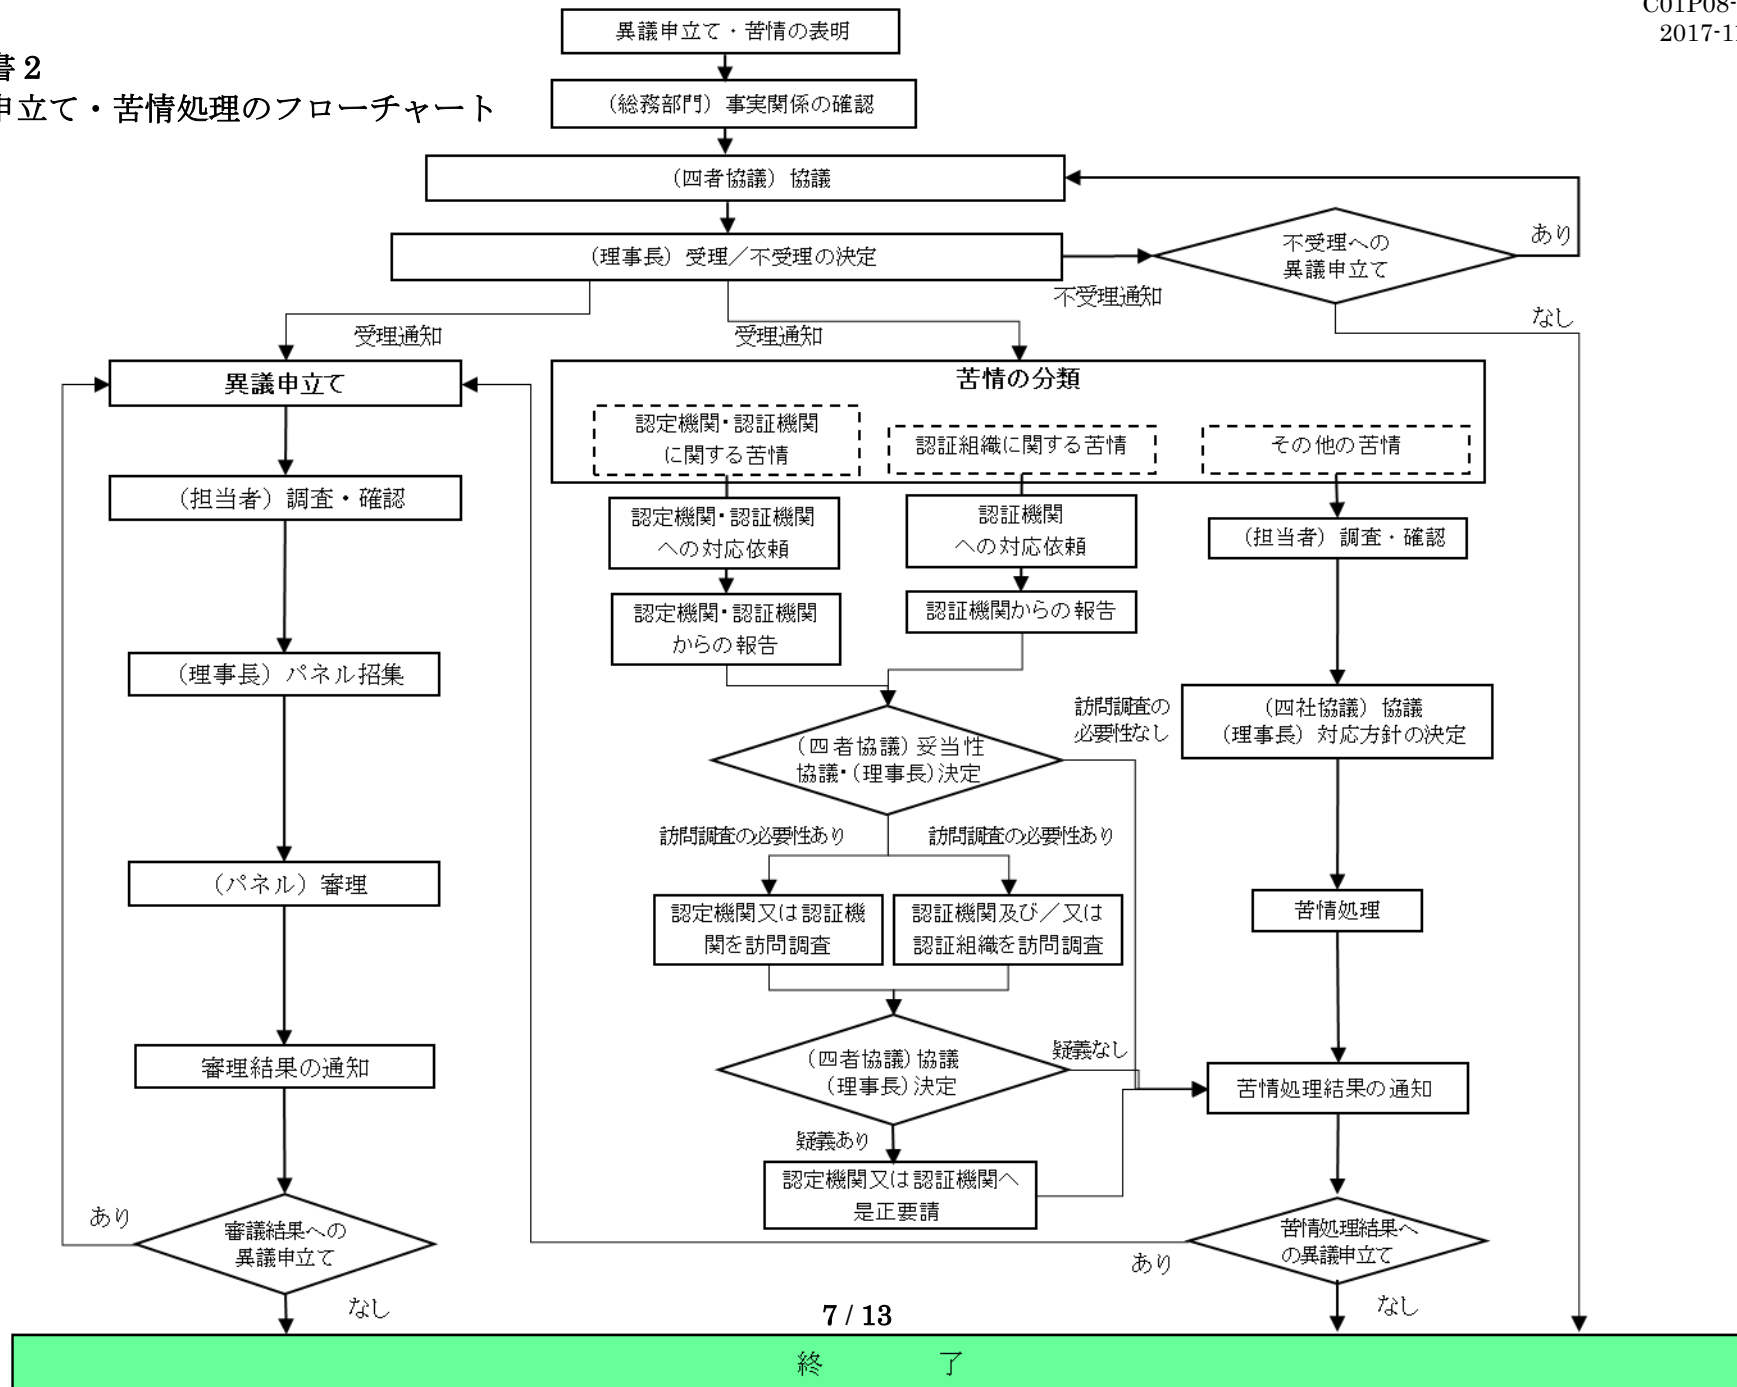 C01P08-
2017-1
書2
申立て・苦情処理のフローチャート
異議申立て・苦情の表明
（総務部門）事実関係の確認
（四者協議）協議
（理事長）受理／不受理の決定
不受理への
異議申立て
あり
不受理通知
なし
受理通知
受理通知
異議申立て
苦情の分類
認定機関・認証機関
に関する苦情
認証組織に関する苦情
その他の苦情
（担当者）調査・確認
認定機関・認証機関
への対応依頼
認証機関
への対応依頼
（担当者）調査・確認
認定機関・認証機関
からの報告
認証機関からの報告
（理事長）パネル招集
訪問調査の
必要性なし
（四社協議）協議
（理事長）対応方針の決定
（四者協議）妥当性
協議・（理事長）決定
訪問調査の必要性あり
訪問調査の必要性あり
（パネル）審理
認定機関又は認証機
関を訪問調査
認証機関及び／又は
認証組織を訪問調査
苦情処理
審理結果の通知
（四者協議）協議
（理事長）決定
疑義なし
苦情処理結果の通知
疑義あり
認定機関又は認証機関へ
是正要請
あり
審議結果への
異議申立て
苦情処理結果へ
の異議申立て
あり
なし
7 / 13
なし
終 了